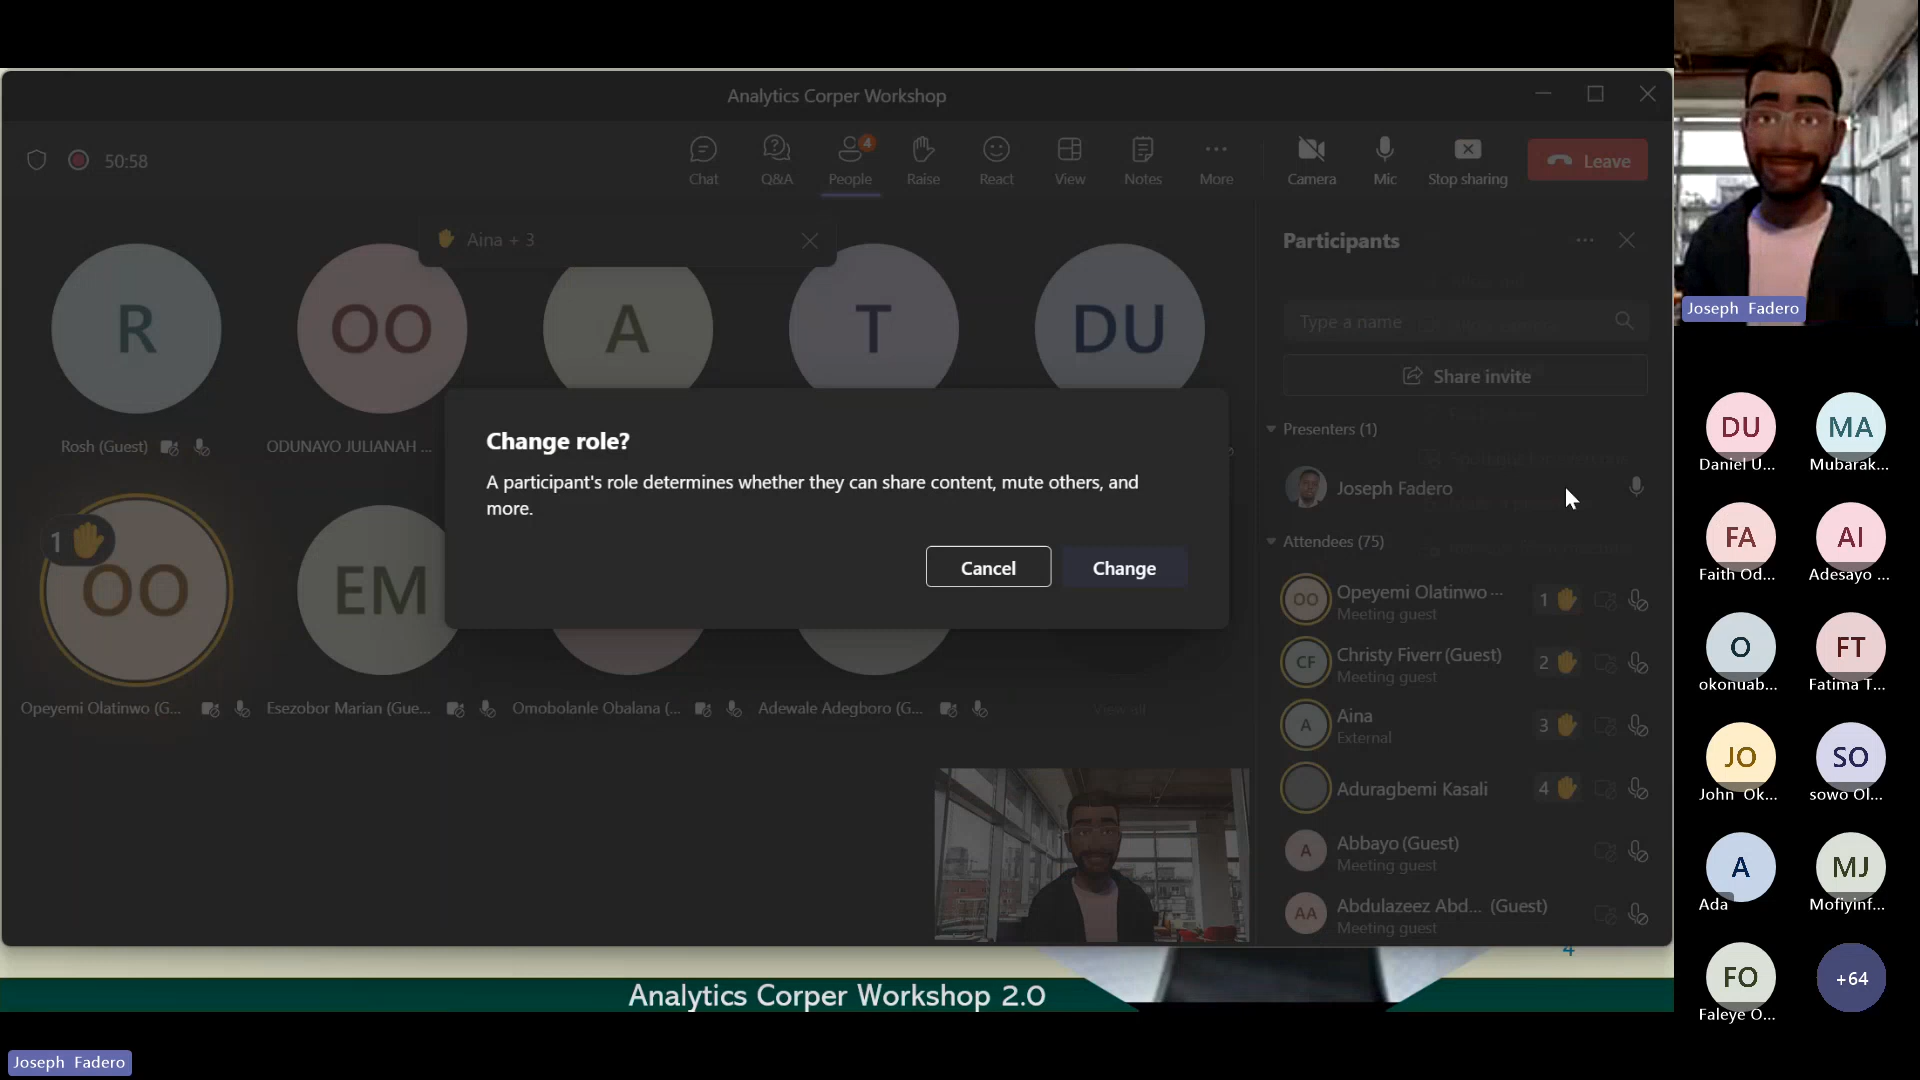 Analytics Corper Workshop
50:58
Chat
Q&A
4
People
Raise
React
View
Notes
More
Camera
Mic
Stop sharing
Leave
Aina + 3
R
OO
A
T
DU
Rosh (Guest)
ODUNAYO JULIANAH ...
1
OO
EM
Opeyemi Olatinwo (G...
Esezobor Marian (Gue...
Omobolanle Obalana (...
Adewale Adegboro (G...
View all
Change role?
A participant's role determines whether they can share content, mute others, and
more.
Cancel
Change
Participants
Type a name
Share invite
Presenters (1)
Joseph Fadero
Attendees (75)
OO
Opeyemi Olatinwo ...
1
Meeting guest
CF
Christy Fiverr (Guest)
2
Meeting guest
A
Aina
3
External
Aduragbemi Kasali
4
A
Abbayo (Guest)
Meeting guest
AA
Abdulazeez Abd... (Guest)
Meeting guest
4
Analytics Corper Workshop 2.0
Joseph Fadero
Joseph Fadero
DU
Daniel U...
MA
Mubarak...
FA
Faith Od...
AI
Adesayo ...
O
okonuab...
FT
Fatima T...
JO
John Ok...
SO
sowo Ol...
A
Ada
MJ
Mofiyinf...
FO
Faleye O...
+64